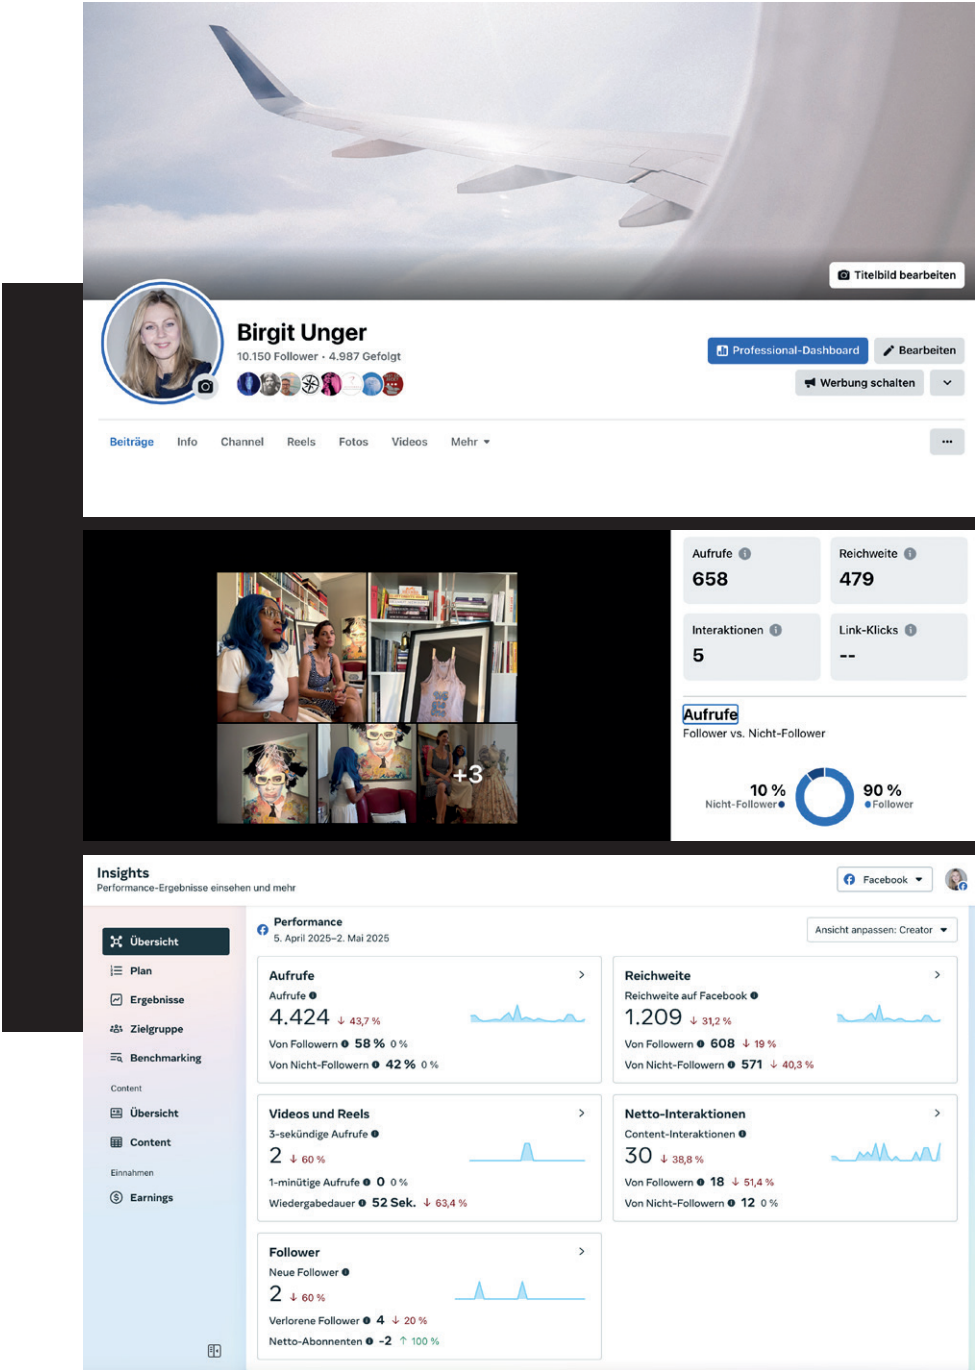 Titelbild bearbeiten
Birgit Unger
10.150 Follower · 4.987 Gefolgt
Professional-Dashboard
Bearbeiten
Werbung schalten
Beiträge Info Channel Reels Fotos Videos Mehr
+3
Aufrufe
658
Reichweite
479
Interaktionen
5
Link-Klicks
--
Aufrufe
Follower vs. Nicht-Follower
10 %
Nicht-Follower
90 %
Follower
Insights
Performance-Ergebnisse einsehen und mehr
Facebook
Übersicht
Plan
Ergebnisse
Zielgruppe
Benchmarking
Content
Übersicht
Content
Einnahmen
Earnings
Performance
5. April 2025–2. Mai 2025
Ansicht anpassen: Creator
Aufrufe
Aufrufe
4.424 ↓ 43,7 %
Von Followern 58 % 0 %
Von Nicht-Followern 42 % 0 %
Reichweite
Reichweite auf Facebook
1.209 ↓ 31,2 %
Von Followern 608 ↓ 19 %
Von Nicht-Followern 571 ↓ 40,3 %
Videos und Reels
3-sekündige Aufrufe
2 ↓ 60 %
1-minütige Aufrufe 0 0 %
Wiedergabedauer 52 Sek. ↓ 63,4 %
Netto-Interaktionen
Content-Interaktionen
30 ↓ 38,8 %
Von Followern 18 ↓ 51,4 %
Von Nicht-Followern 12 0 %
Follower
Neue Follower
2 ↓ 60 %
Verlorene Follower 4 ↓ 20 %
Netto-Abonnenten -2 ↑ 100 %